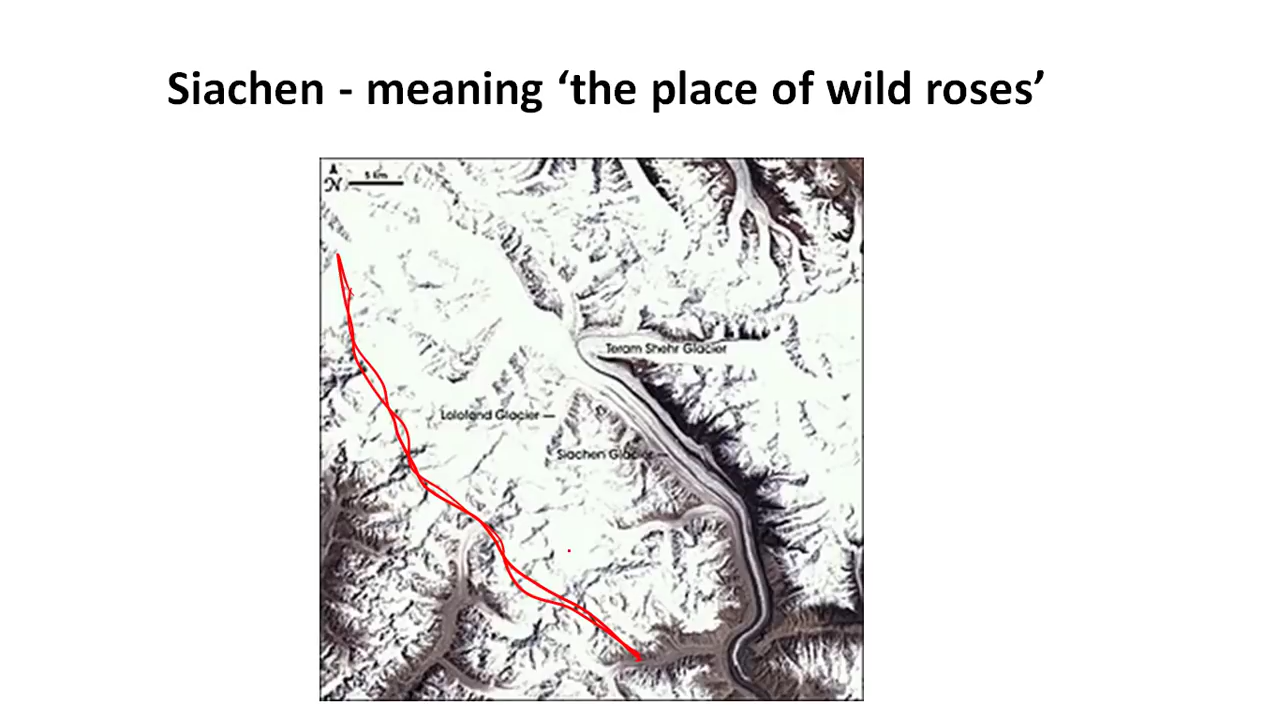 Siachen - meaning ‘the place of wild roses’
N
5 km
Teram Shehr Glacier
Lolofond Glacier
Siachen Glacier